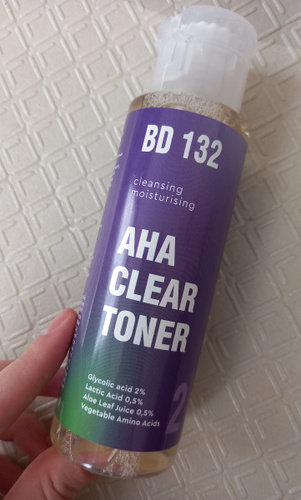 BD 132
cleansing
moisturising
AHA
CLEAR
TONER
Glycolic acid 2%
Lactic Acid 0,5%
Aloe Leaf Juice 0,5%
Vegetable Amino Acids
2